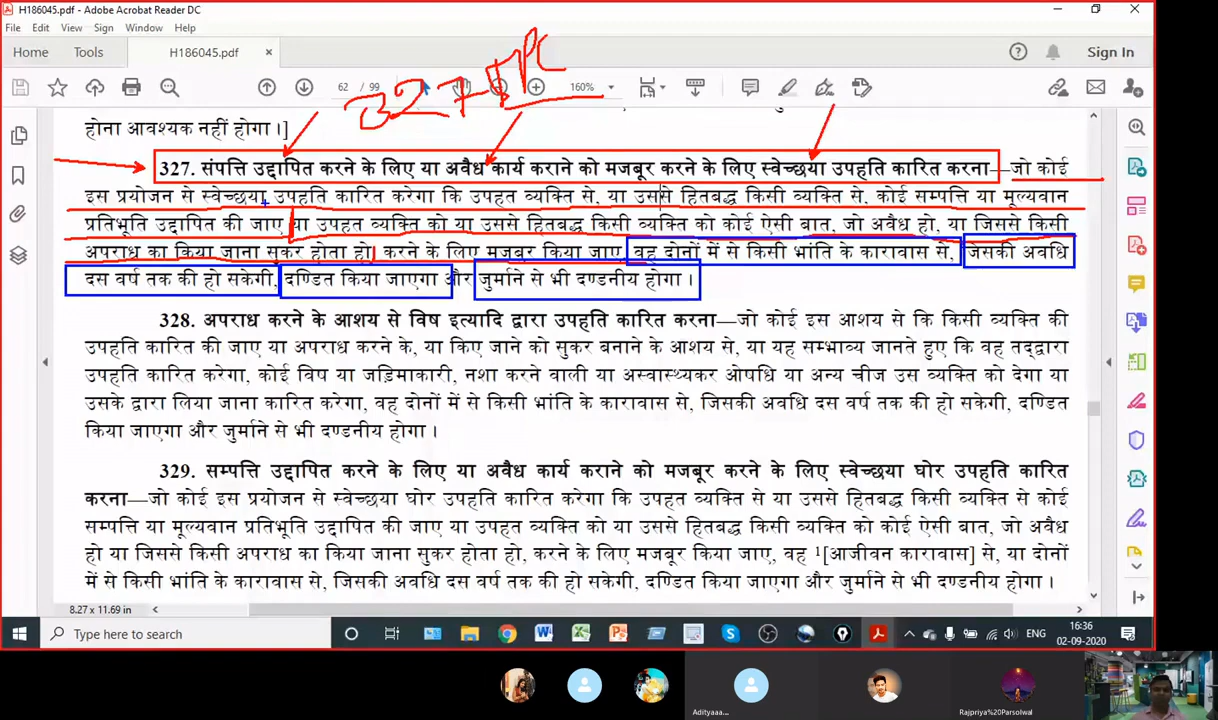 H186045.pdf - Adobe Acrobat Reader DC
File Edit View Sign Window Help
Home Tools H186045.pdf × Sign In
62 / 99 160%
327 IPC
होना आवश्यक नहीं होगा।]
327. संपत्ति उद्दापित करने के लिए या अवैध कार्य कराने को मजबूर करने के लिए स्वेच्छया उपहति कारित करना—जो कोई
इस प्रयोजन से स्वेच्छया उपहति कारित करेगा कि उपहत व्यक्ति से, या उससे हितबद्ध किसी व्यक्ति से, कोई सम्पत्ति या मूल्यवान
प्रतिभूति उद्दापित की जाए या उपहत व्यक्ति को या उससे हितबद्ध किसी व्यक्ति को कोई ऐसी बात, जो अवैध हो, या जिससे किसी
अपराध का किया जाना सुकर होता हो, करने के लिए मजबूर किया जाए, वह दोनों में से किसी भांति के कारावास से, जिसकी अवधि
दस वर्ष तक की हो सकेगी, दण्डित किया जाएगा और जुर्माने से भी दण्डनीय होगा।
328. अपराध करने के आशय से विष इत्यादि द्वारा उपहति कारित करना—जो कोई इस आशय से कि किसी व्यक्ति की
उपहति कारित की जाए या अपराध करने के, या किए जाने को सुकर बनाने के आशय से, या यह सम्भाव्य जानते हुए कि वह तद्द्वारा
उपहति कारित करेगा, कोई विष या जड़िमाकारी, नशा करने वाली या अस्वास्थ्यकर ओषधि या अन्य चीज उस व्यक्ति को देगा या
उसके द्वारा लिया जाना कारित करेगा, वह दोनों में से किसी भांति के कारावास से, जिसकी अवधि दस वर्ष तक की हो सकेगी, दण्डित
किया जाएगा और जुर्माने से भी दण्डनीय होगा।
329. सम्पत्ति उद्दापित करने के लिए या अवैध कार्य कराने को मजबूर करने के लिए स्वेच्छया घोर उपहति कारित
करना—जो कोई इस प्रयोजन से स्वेच्छया घोर उपहति कारित करेगा कि उपहत व्यक्ति से या उससे हितबद्ध किसी व्यक्ति से कोई
सम्पत्ति या मूल्यवान प्रतिभूति उद्दापित की जाए या उपहत व्यक्ति को या उससे हितबद्ध किसी व्यक्ति को कोई ऐसी बात, जो अवैध
हो या जिससे किसी अपराध का किया जाना सुकर होता हो, करने के लिए मजबूर किया जाए, वह ¹[आजीवन कारावास] से, या दोनों
में से किसी भांति के कारावास से, जिसकी अवधि दस वर्ष तक की हो सकेगी, दण्डित किया जाएगा और जुर्माने से भी दण्डनीय होगा।
8.27 x 11.69 in
Type here to search ENG 16:36
02-09-2020
Adityaaa... Rajpriya%20Parsolwal